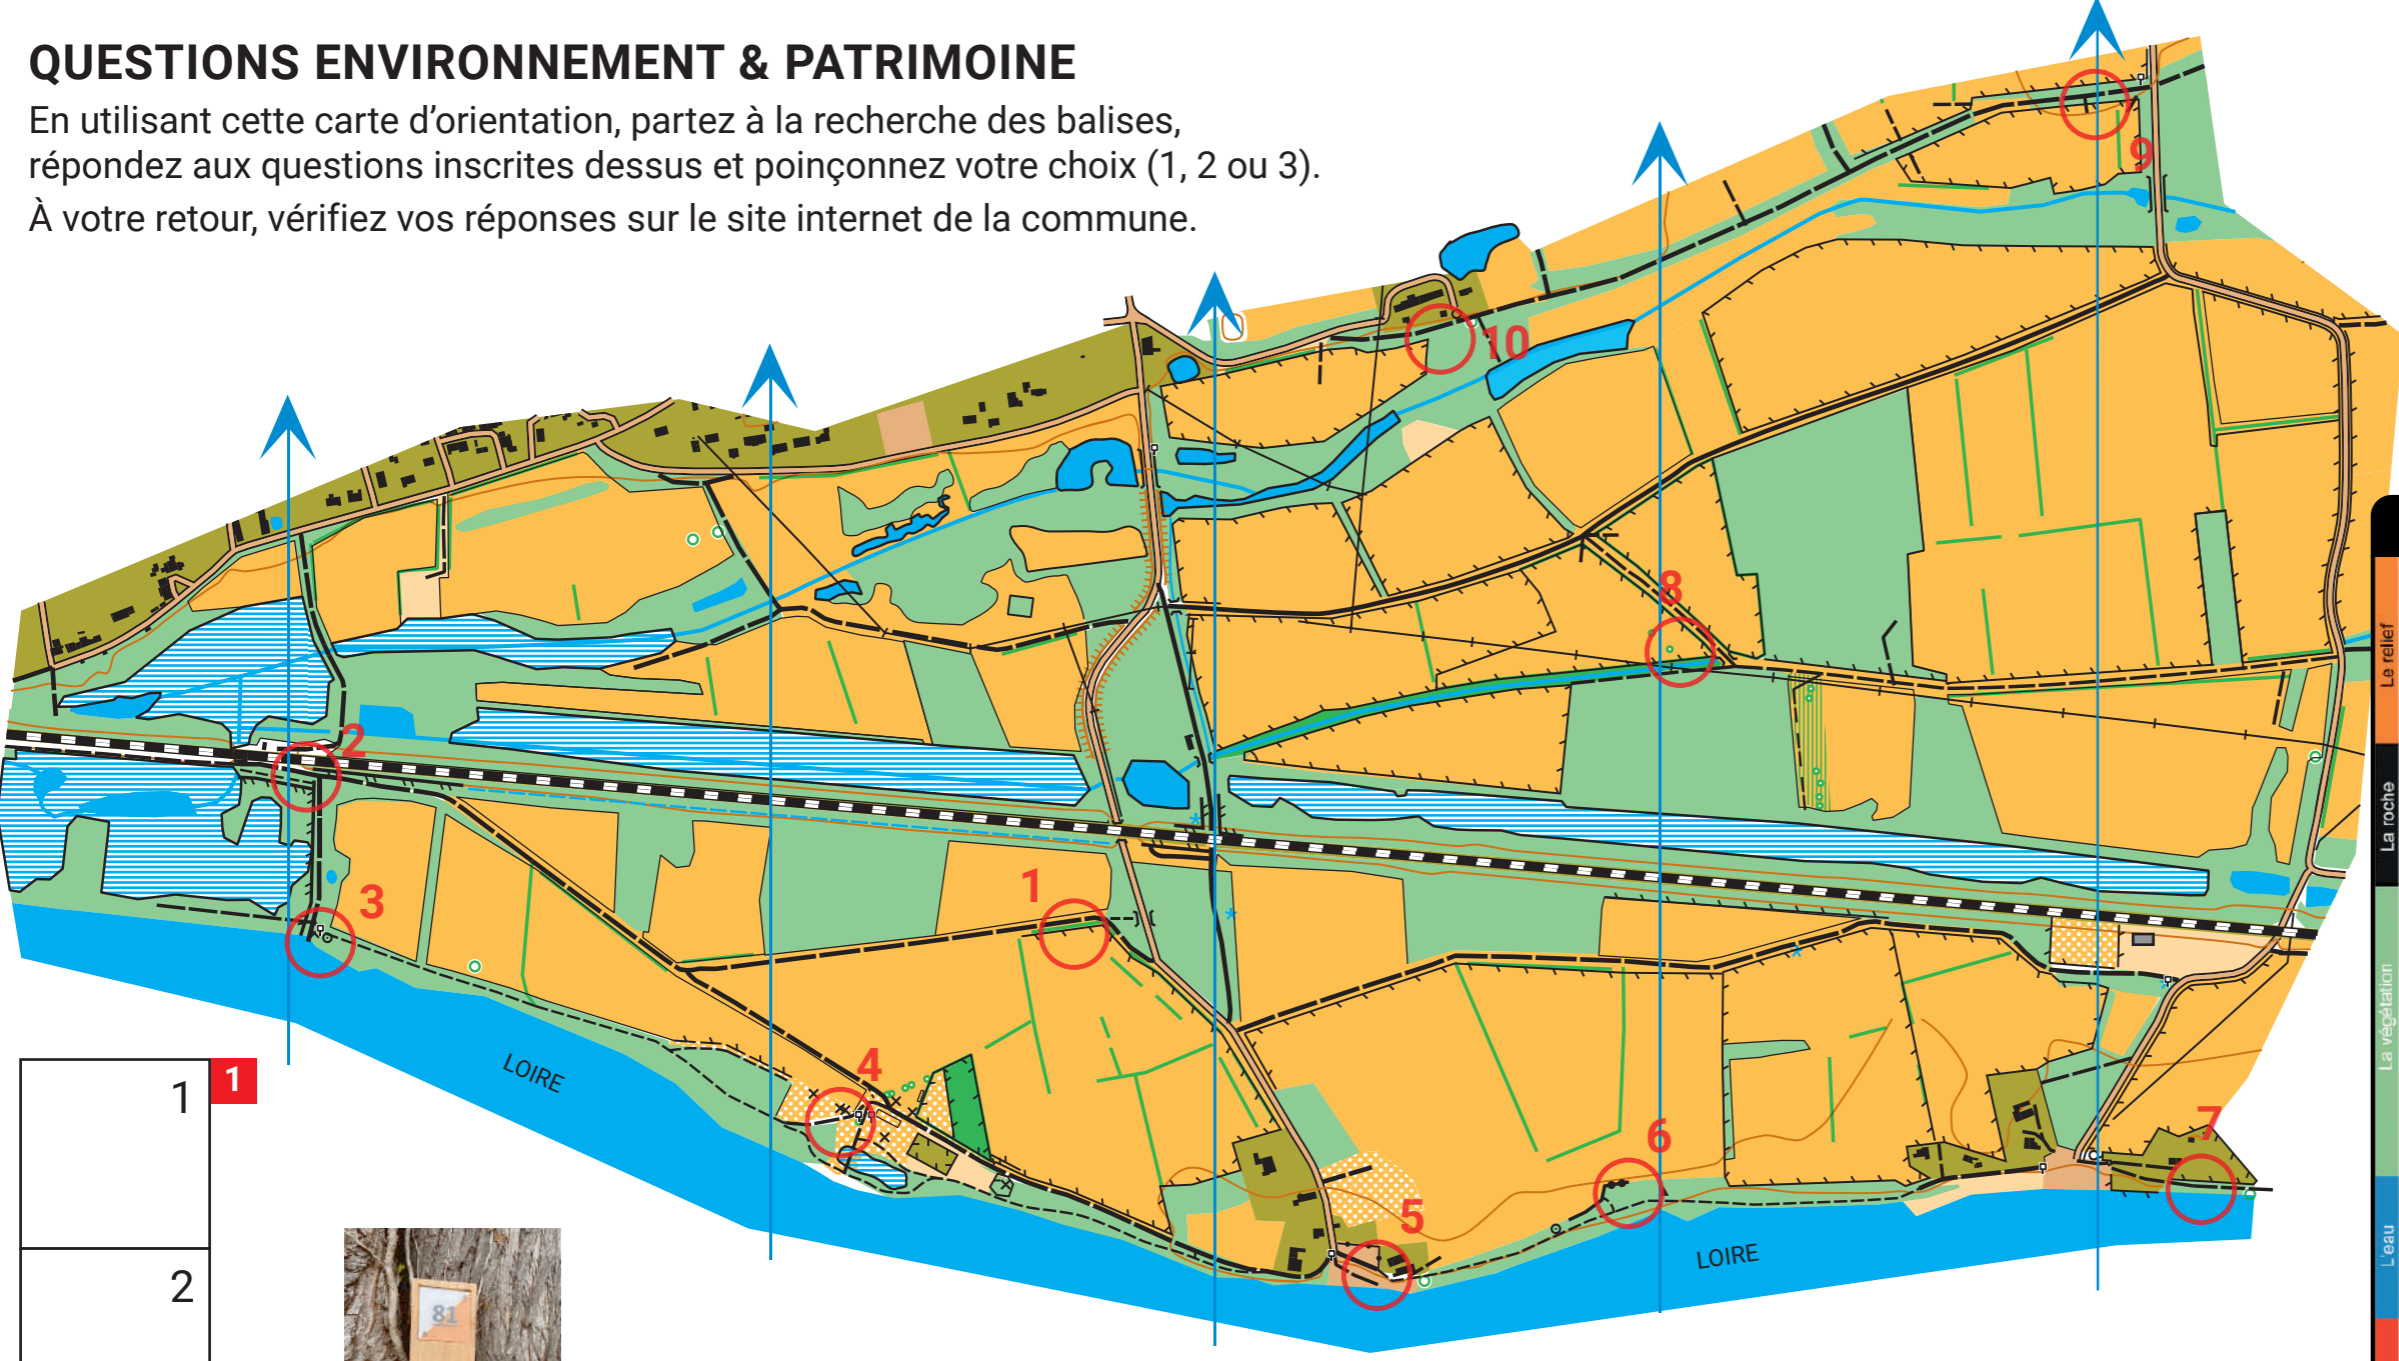 QUESTIONS ENVIRONNEMENT & PATRIMOINE
En utilisant cette carte d’orientation, partez à la recherche des balises,
répondez aux questions inscrites dessus et poinçonnez votre choix (1, 2 ou 3).
À votre retour, vérifiez vos réponses sur le site internet de la commune.
9
10
8
2
3
1
4
5
6
7
LOIRE
LOIRE
1
1
2
81
Le relief
La roche
La végétation
L'eau